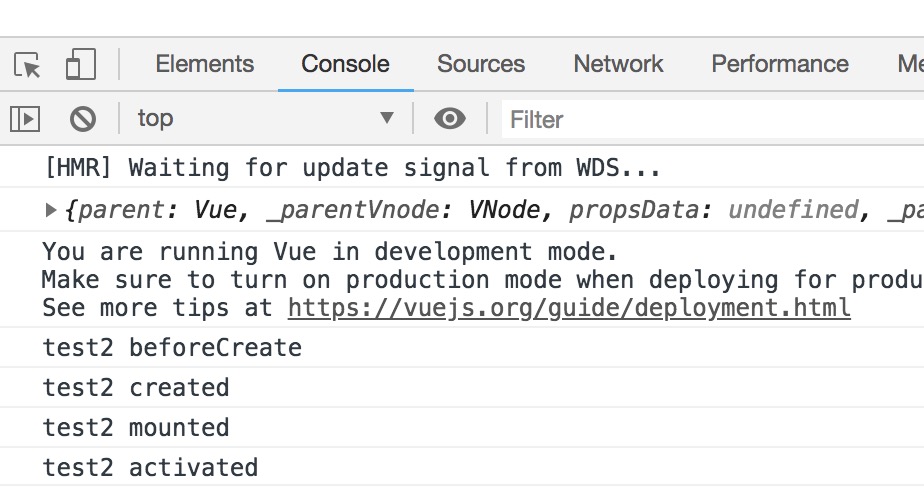 Elements Console Sources Network Performance Me
top Filter
[HMR] Waiting for update signal from WDS...
{parent: Vue, _parentVnode: VNode, propsData: undefined, _pa
You are running Vue in development mode.
Make sure to turn on production mode when deploying for produ
See more tips at https://vuejs.org/guide/deployment.html
test2 beforeCreate
test2 created
test2 mounted
test2 activated